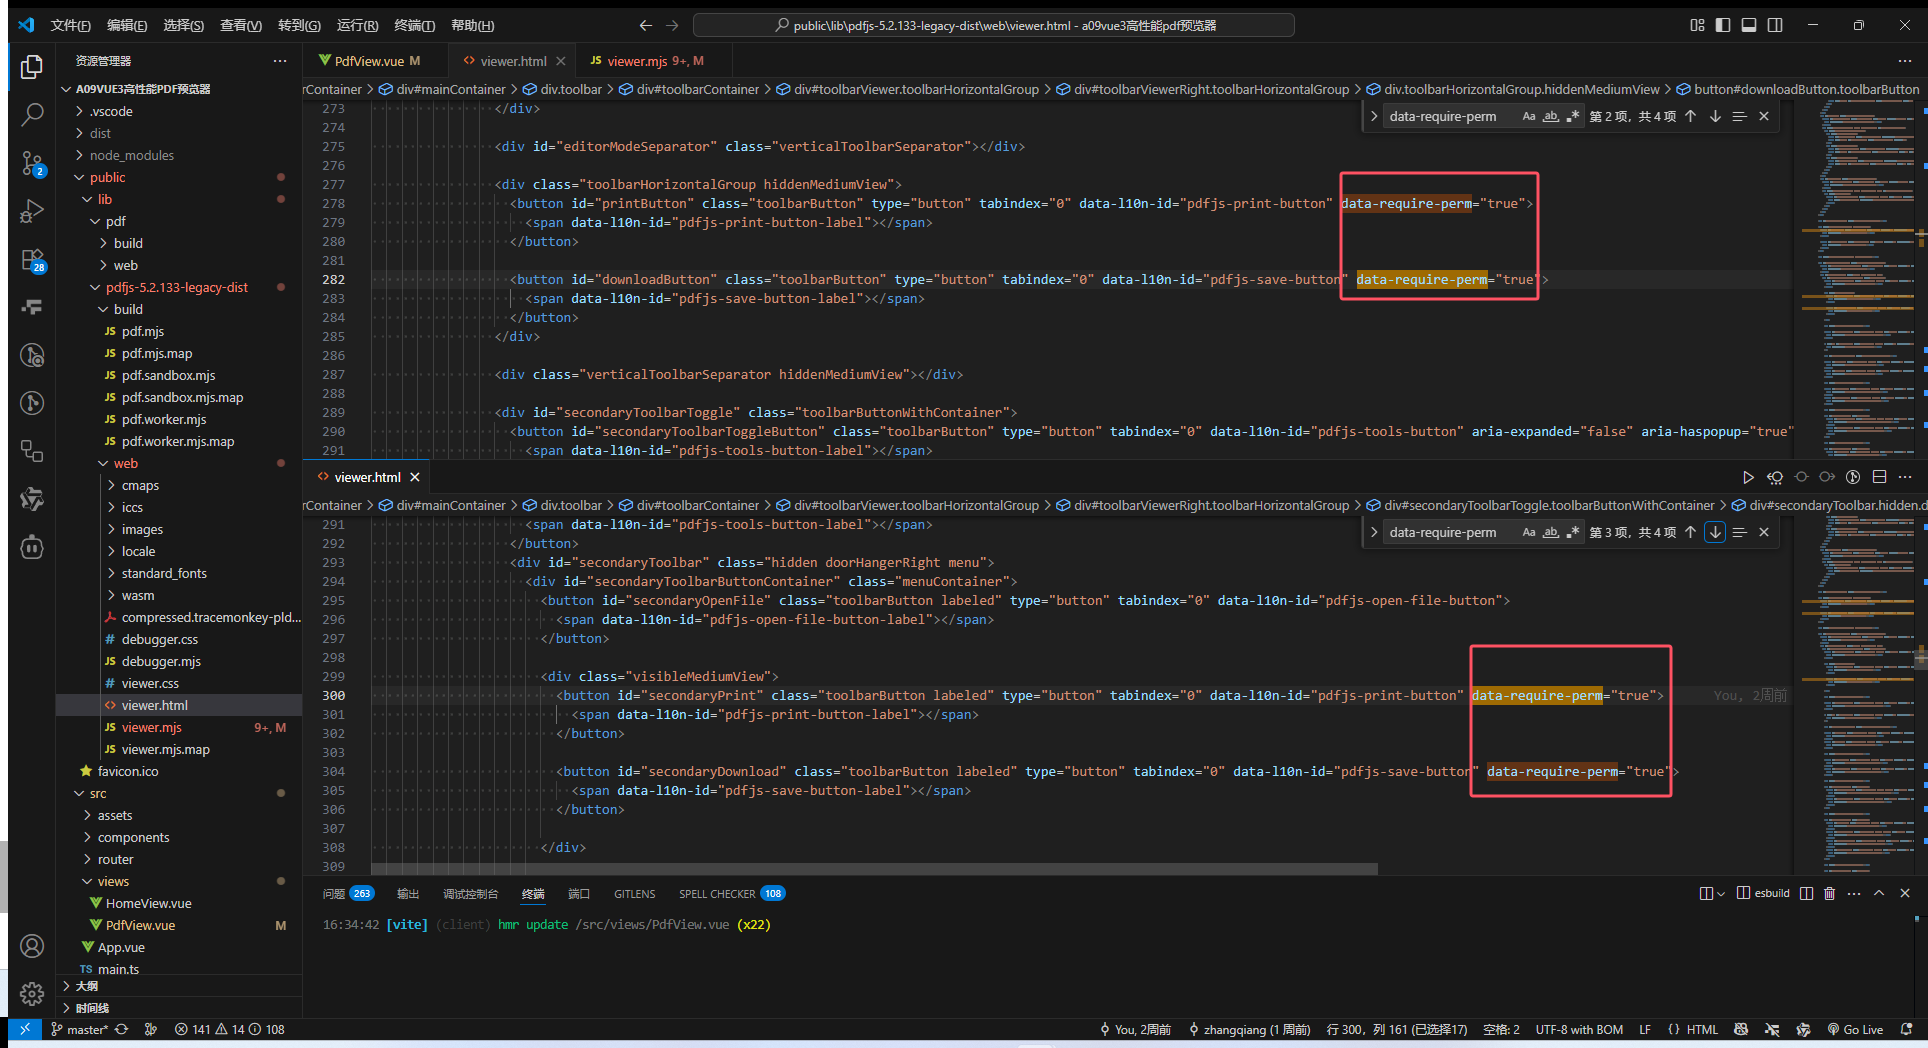 文件(F) 编辑(E) 选择(S) 查看(V) 转到(G) 运行(R) 终端(T) 帮助(H)
public\lib\pdfjs-5.2.133-legacy-dist\web\viewer.html - a09vue3高性能pdf预览器
资源管理器
A09VUE3高性能PDF预览器
.vscode
dist
node_modules
public
lib
pdf
build
web
pdfjs-5.2.133-legacy-dist
build
JS pdf.mjs
JS pdf.mjs.map
JS pdf.sandbox.mjs
JS pdf.sandbox.mjs.map
JS pdf.worker.mjs
JS pdf.worker.mjs.map
web
cmaps
iccs
images
locale
standard_fonts
wasm
compressed.tracemonkey-pld...
# debugger.css
JS debugger.mjs
# viewer.css
<> viewer.html
JS viewer.mjs 9+, M
JS viewer.mjs.map
favicon.ico
src
assets
components
router
views
HomeView.vue
PdfView.vue M
App.vue
TS main.ts
大纲
时间线
2
28
PdfView.vue M
<> viewer.html
JS viewer.mjs 9+, M
rContainer > div#mainContainer > div.toolbar > div#toolbarContainer > div#toolbarViewer.toolbarHorizontalGroup > div#toolbarViewerRight.toolbarHorizontalGroup > div.toolbarHorizontalGroup.hiddenMediumView > button#downloadButton.toolbarButton
data-require-perm Aa ab .* 第 2 项, 共 4 项
273 </div>
274
275 <div id="editorModeSeparator" class="verticalToolbarSeparator"></div>
276
277 <div class="toolbarHorizontalGroup hiddenMediumView">
278 <button id="printButton" class="toolbarButton" type="button" tabindex="0" data-l10n-id="pdfjs-print-button" data-require-perm="true">
279 <span data-l10n-id="pdfjs-print-button-label"></span>
280 </button>
281
282 <button id="downloadButton" class="toolbarButton" type="button" tabindex="0" data-l10n-id="pdfjs-save-button" data-require-perm="true">
283 <span data-l10n-id="pdfjs-save-button-label"></span>
284 </button>
285 </div>
286
287 <div class="verticalToolbarSeparator hiddenMediumView"></div>
288
289 <div id="secondaryToolbarToggle" class="toolbarButtonWithContainer">
290 <button id="secondaryToolbarToggleButton" class="toolbarButton" type="button" tabindex="0" data-l10n-id="pdfjs-tools-button" aria-expanded="false" aria-haspopup="true"
291 <span data-l10n-id="pdfjs-tools-button-label"></span>
<> viewer.html
rContainer > div#mainContainer > div.toolbar > div#toolbarContainer > div#toolbarViewer.toolbarHorizontalGroup > div#toolbarViewerRight.toolbarHorizontalGroup > div#secondaryToolbarToggle.toolbarButtonWithContainer > div#secondaryToolbar.hidden.d
data-require-perm Aa ab .* 第 3 项, 共 4 项
291 <span data-l10n-id="pdfjs-tools-button-label"></span>
292 </button>
293 <div id="secondaryToolbar" class="hidden doorHangerRight menu">
294 <div id="secondaryToolbarButtonContainer" class="menuContainer">
295 <button id="secondaryOpenFile" class="toolbarButton labeled" type="button" tabindex="0" data-l10n-id="pdfjs-open-file-button">
296 <span data-l10n-id="pdfjs-open-file-button-label"></span>
297 </button>
298
299 <div class="visibleMediumView">
300 <button id="secondaryPrint" class="toolbarButton labeled" type="button" tabindex="0" data-l10n-id="pdfjs-print-button" data-require-perm="true"> You, 2周前
301 <span data-l10n-id="pdfjs-print-button-label"></span>
302 </button>
303
304 <button id="secondaryDownload" class="toolbarButton labeled" type="button" tabindex="0" data-l10n-id="pdfjs-save-button" data-require-perm="true">
305 <span data-l10n-id="pdfjs-save-button-label"></span>
306 </button>
307
308 </div>
309
问题 263 输出 调试控制台 终端 端口 GITLENS SPELL CHECKER 108
esbuild
16:34:42 [vite] (client) hmr update /src/views/PdfView.vue (x22)
master* 141 14 108
You, 2周前 zhangqiang (1 周前) 行 300, 列 161 (已选择17) 空格: 2 UTF-8 with BOM LF {} HTML Go Live